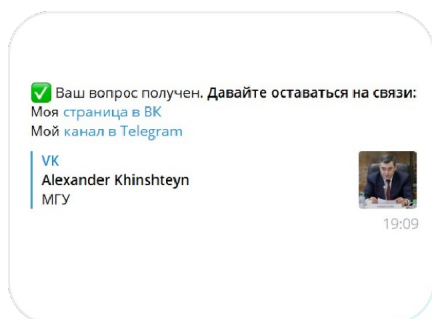 ✅ Ваш вопрос получен. Давайте оставаться на связи:
Моя страница в ВК
Мой канал в Telegram
VK
Alexander Khinshteyn
МГУ
19:09